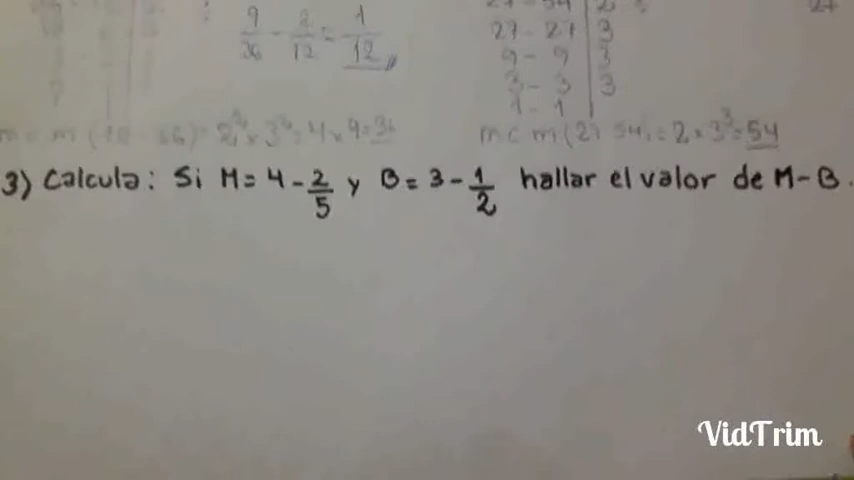 9/36 - 2/12 = 1/12
27 - 27 | 3
9 - 9 | 3
3 - 3 | 3
1 - 1
m c m (27 54) = 2 x 3³ = 54
3) Calcula: Si M = 4 - 2/5 y B = 3 - 1/2 hallar el valor de M - B.
VidTrim